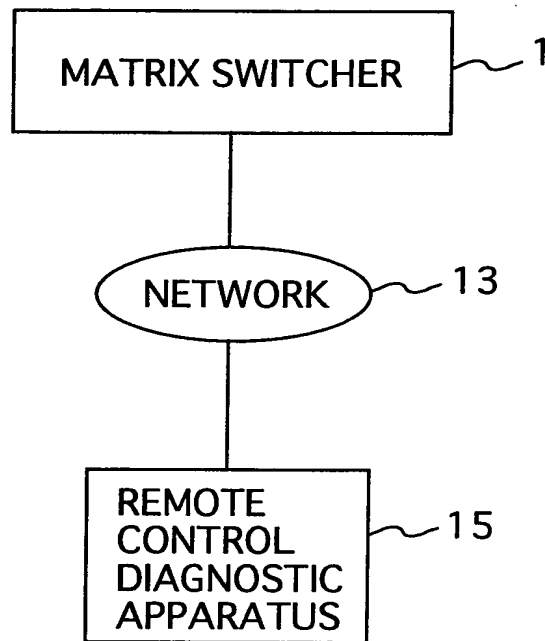 MATRIX SWITCHER
1
NETWORK
13
REMOTE
CONTROL
DIAGNOSTIC
APPARATUS
15